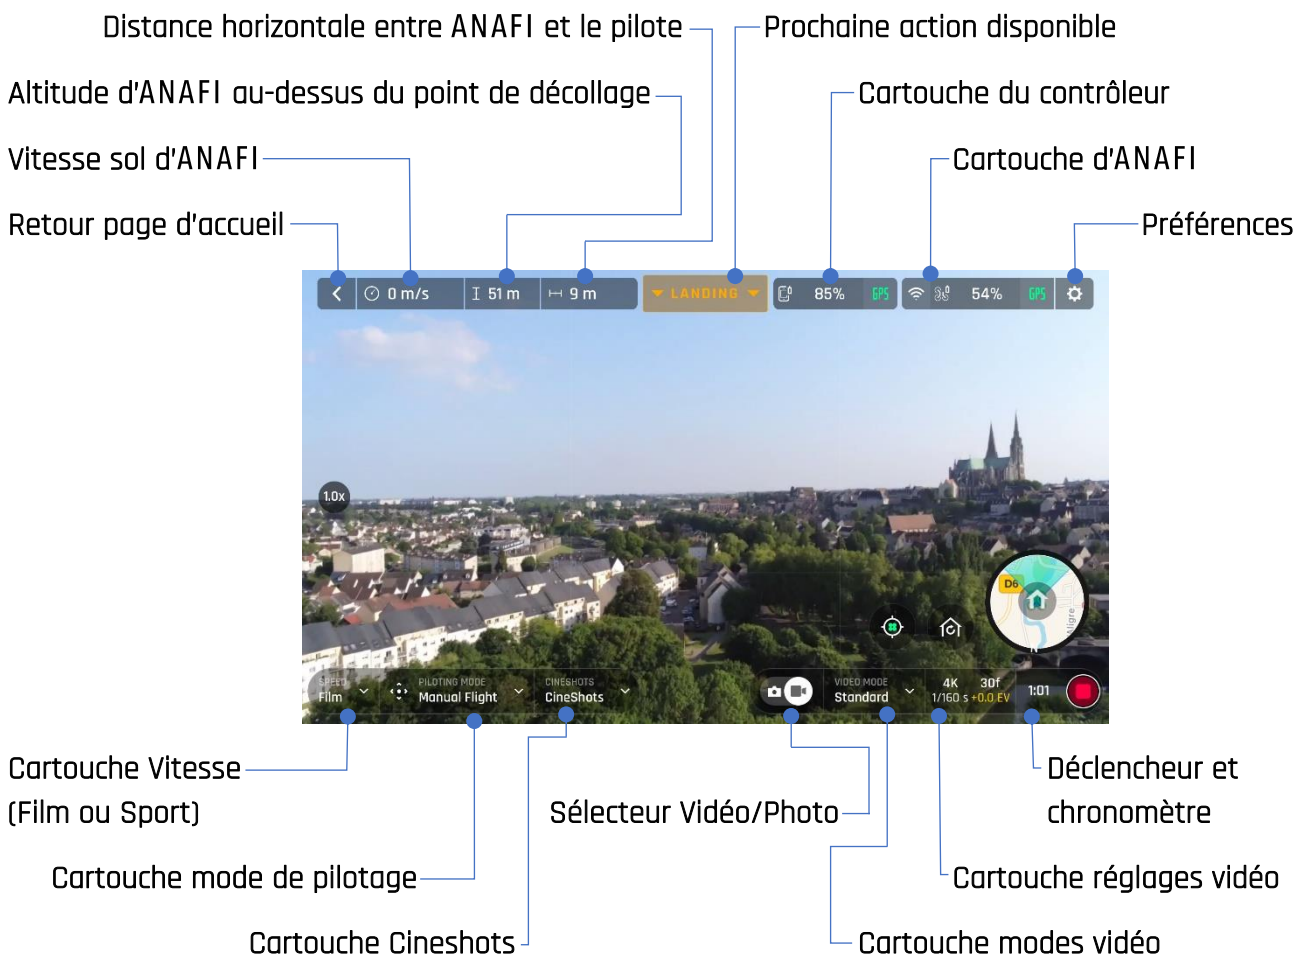 Distance horizontale entre ANAFI et le pilote
Prochaine action disponible
Altitude d'ANAFI au-dessus du point de décollage
Cartouche du contrôleur
Vitesse sol d'ANAFI
Cartouche d'ANAFI
Retour page d'accueil
Préférences
0 m/s
51 m
9 m
LANDING
85%
GPS
54%
GPS
1.0x
D6
Aligre
N
SPEED
Film
PILOTING MODE
Manual Flight
CINESHOTS
CineShots
VIDEO MODE
Standard
4K 30f
1/160 s +0.0 EV
1:01
Cartouche Vitesse
(Film ou Sport)
Déclencheur et
chronomètre
Sélecteur Vidéo/Photo
Cartouche mode de pilotage
Cartouche réglages vidéo
Cartouche Cineshots
Cartouche modes vidéo